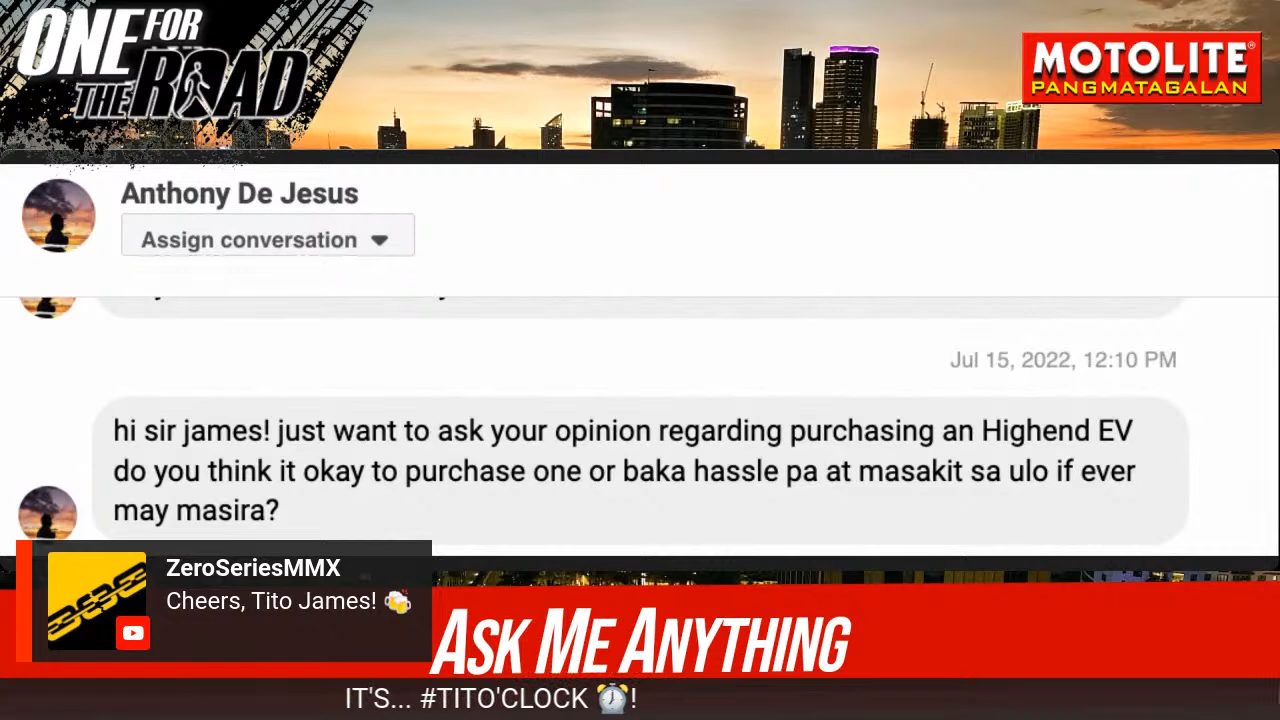 ONE FOR
THE ROAD
MOTOLITE®
PANGMATAGALAN
Anthony De Jesus
Assign conversation
Jul 15, 2022, 12:10 PM
hi sir james! just want to ask your opinion regarding purchasing an Highend EV
do you think it okay to purchase one or baka hassle pa at masakit sa ulo if ever
may masira?
ZeroSeriesMMX
Cheers, Tito James! 🍻
ASK ME ANYTHING
IT'S... #TITO'CLOCK ⏰!